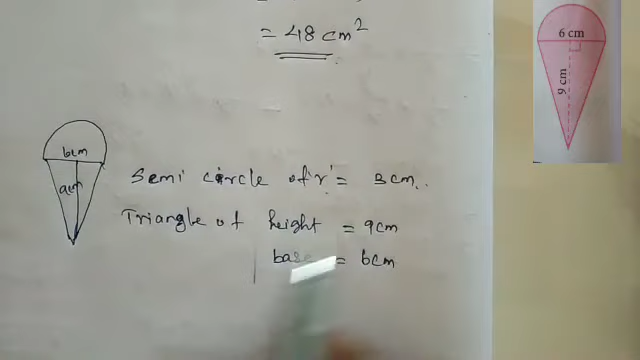 = 48 cm²
6cm
9cm
Semi circle of 'r' = 3cm.
Triangle of height = 9cm
base = 6cm
6 cm
9 cm